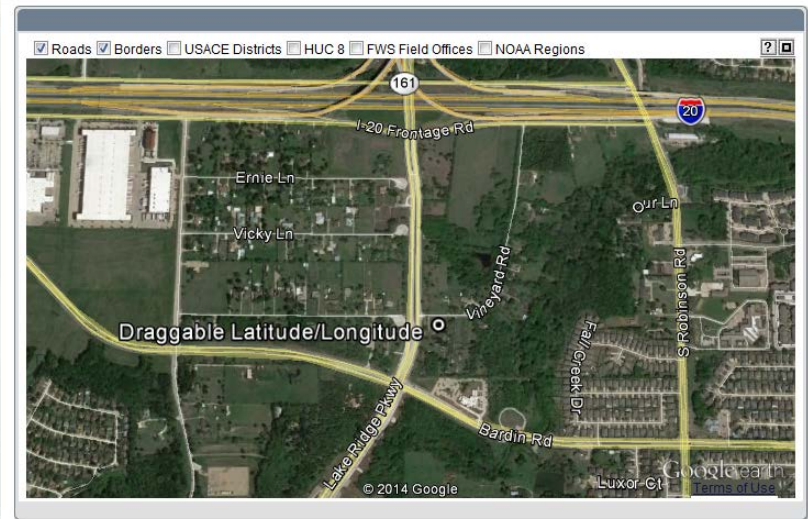 Roads Borders USACE Districts HUC 8 FWS Field Offices NOAA Regions ?
161
20
I-20 Frontage Rd
Ernie Ln
Our Ln
Vicky Ln
Vineyard Rd
S Robinson Rd
Draggable Latitude/Longitude
Fall Creek Dr
Lake Ridge Pkwy
Bardin Rd
Google earth
Luxor Ct
Terms of Use
© 2014 Google